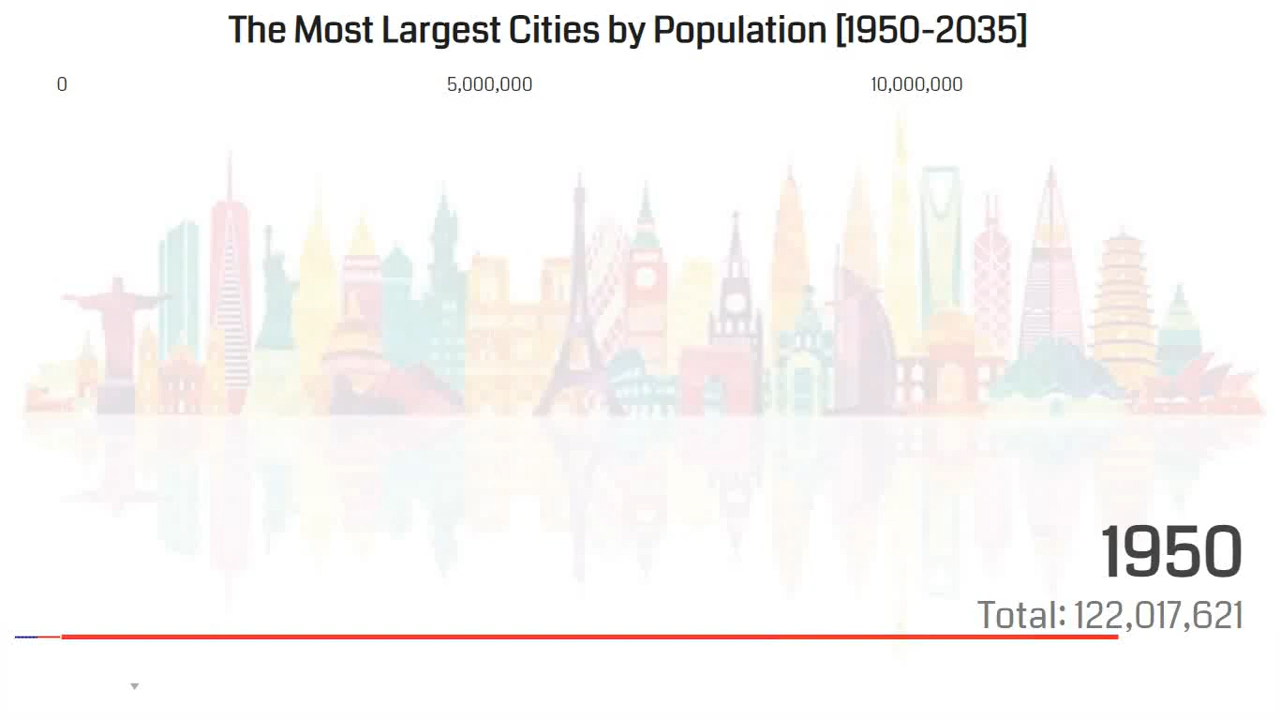 The Most Largest Cities by Population [1950-2035]
0 5,000,000 10,000,000
1950
Total: 122,017,621